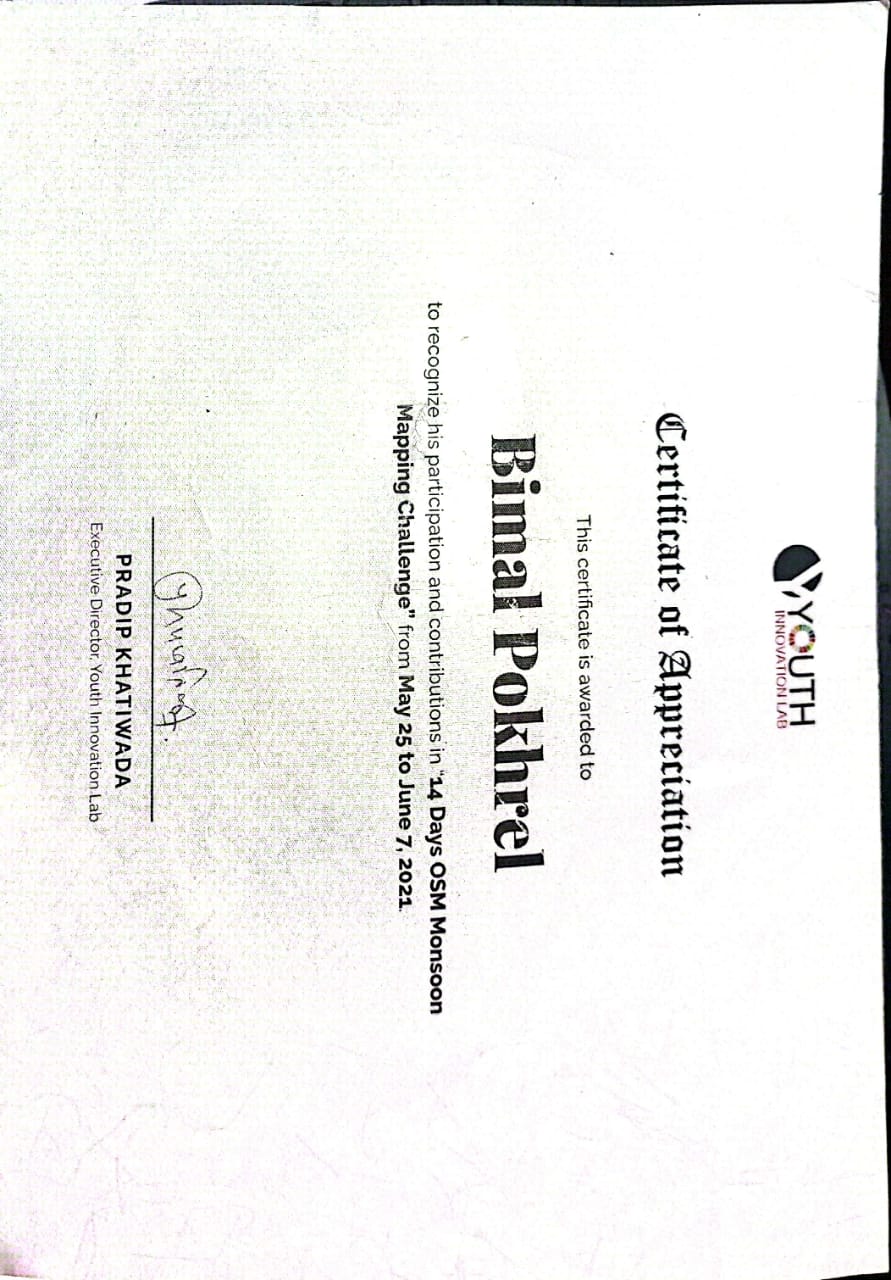 YOUTH
INNOVATION LAB
Certificate of Appreciation
This certificate is awarded to
Bimal Pokhrel
to recognize his participation and contributions in "14 Days OSM Monsoon
Mapping Challenge" from May 25 to June 7, 2021.
PRADIP KHATIWADA
Executive Director, Youth Innovation Lab